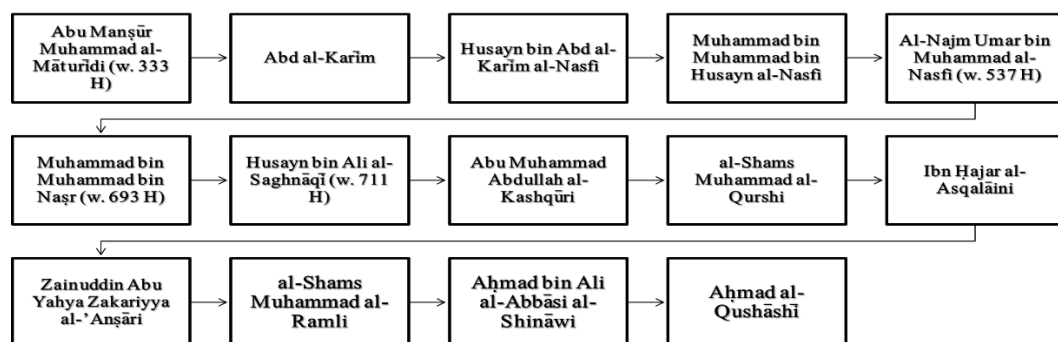 Abu Manṣūr
Muhammad al-
Māturīdi (w. 333
H)
Abd al-Karīm
Husayn bin Abd al-
Karīm al-Nasfi
Muhammad bin
Muhammad bin
Husayn al-Nasfi
Al-Najm Umar bin
Muhammad al-
Nasfi (w. 537 H)
Muhammad bin
Muhammad bin
Naṣr (w. 693 H)
Husayn bin Ali al-
Saghnāqī (w. 711
H)
Abu Muhammad
Abdullah al-
Kashqūri
al-Shams
Muhammad al-
Qurshi
Ibn Ḥajar al-
Asqalāini
Zainuddin Abu
Yahya Zakariyya
al-’Anṣāri
al-Shams
Muhammad al-
Ramli
Aḥmad bin Ali
al-Abbāsi al-
Shināwi
Aḥmad al-
Qushāshī